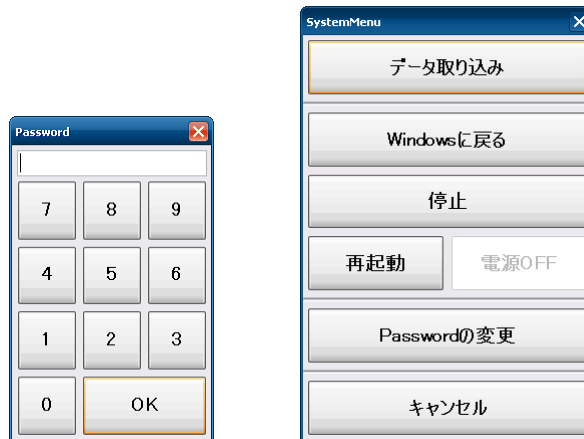 Password
7 8 9
4 5 6
1 2 3
0 OK
SystemMenu
データ取り込み
Windowsに戻る
停止
再起動 電源OFF
Passwordの変更
キャンセル